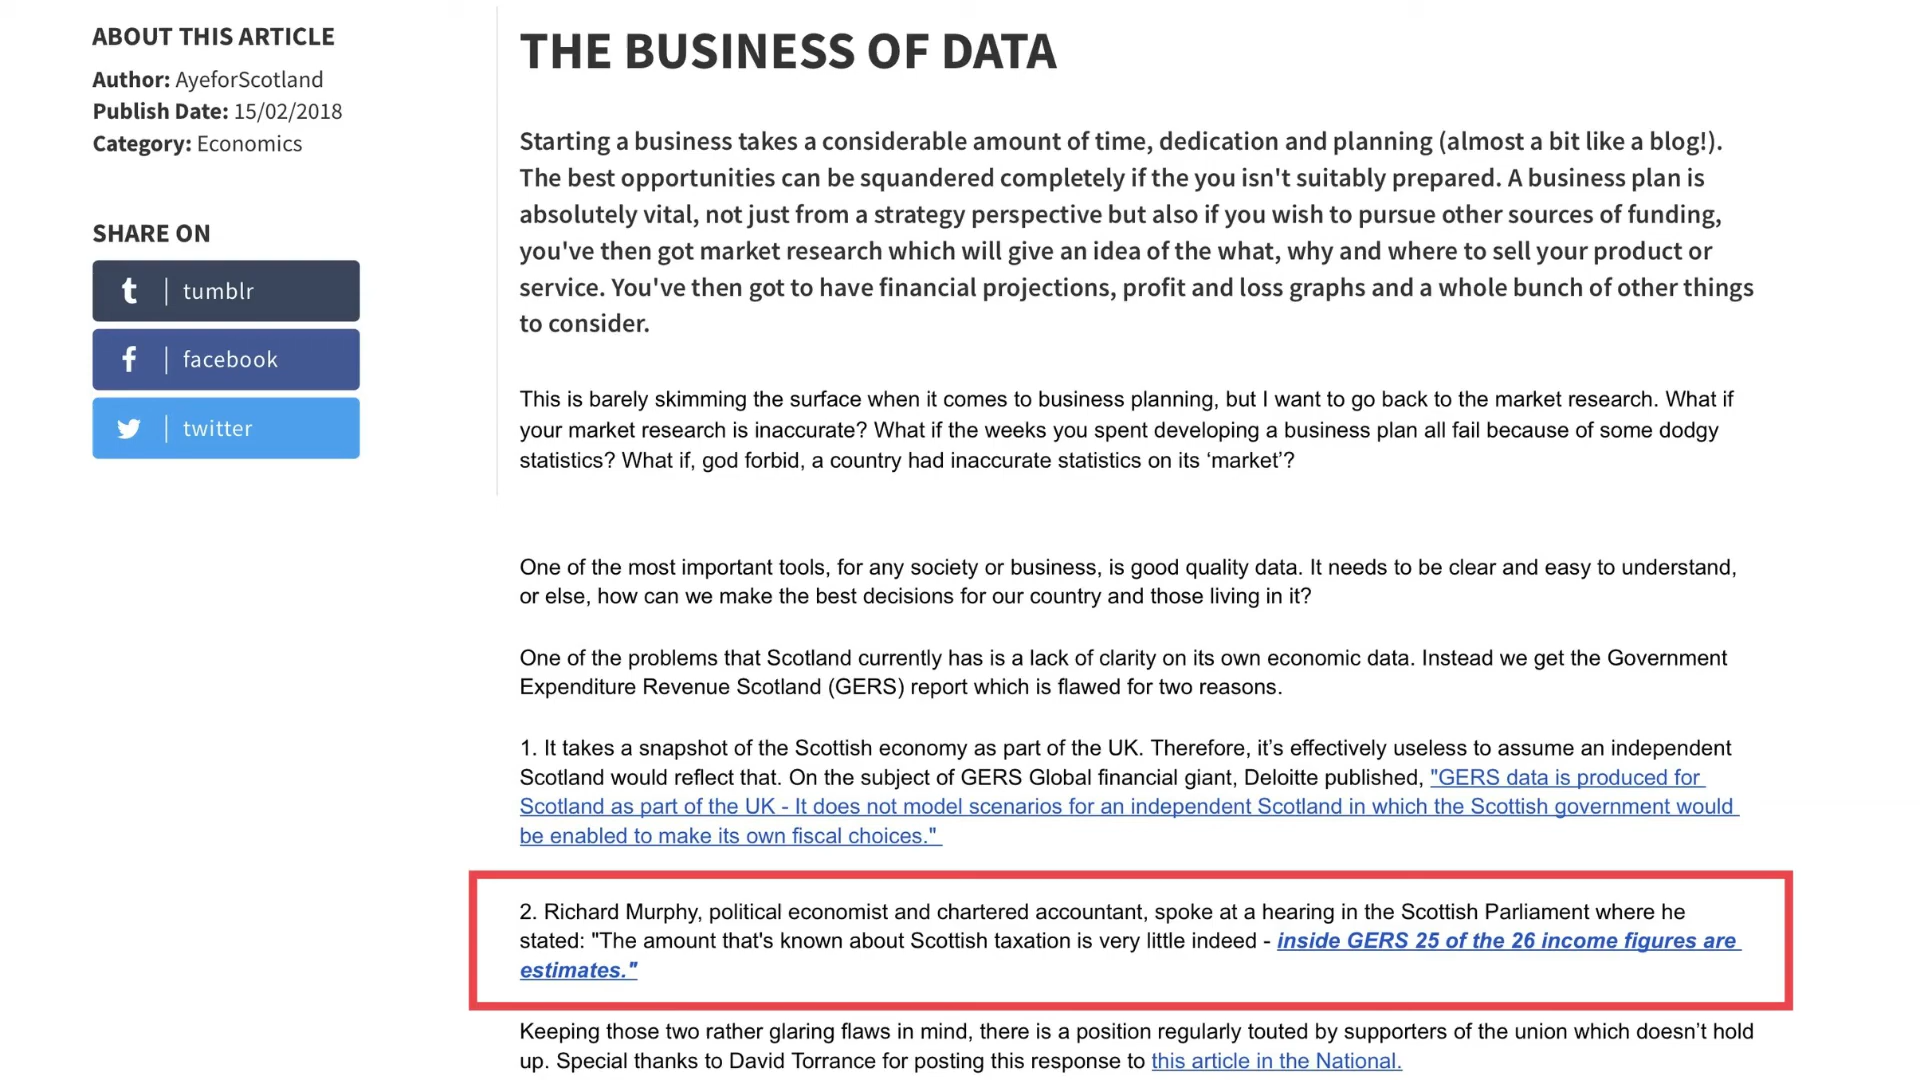 ABOUT THIS ARTICLE
Author: AyeforScotland
Publish Date: 15/02/2018
Category: Economics
SHARE ON
tumblr
facebook
twitter
THE BUSINESS OF DATA
Starting a business takes a considerable amount of time, dedication and planning (almost a bit like a blog!).
The best opportunities can be squandered completely if the you isn't suitably prepared. A business plan is
absolutely vital, not just from a strategy perspective but also if you wish to pursue other sources of funding,
you've then got market research which will give an idea of the what, why and where to sell your product or
service. You've then got to have financial projections, profit and loss graphs and a whole bunch of other things
to consider.
This is barely skimming the surface when it comes to business planning, but I want to go back to the market research. What if
your market research is inaccurate? What if the weeks you spent developing a business plan all fail because of some dodgy
statistics? What if, god forbid, a country had inaccurate statistics on its ‘market’?
One of the most important tools, for any society or business, is good quality data. It needs to be clear and easy to understand,
or else, how can we make the best decisions for our country and those living in it?
One of the problems that Scotland currently has is a lack of clarity on its own economic data. Instead we get the Government
Expenditure Revenue Scotland (GERS) report which is flawed for two reasons.
1. It takes a snapshot of the Scottish economy as part of the UK. Therefore, it’s effectively useless to assume an independent
Scotland would reflect that. On the subject of GERS Global financial giant, Deloitte published, "GERS data is produced for
Scotland as part of the UK - It does not model scenarios for an independent Scotland in which the Scottish government would
be enabled to make its own fiscal choices."
2. Richard Murphy, political economist and chartered accountant, spoke at a hearing in the Scottish Parliament where he
stated: "The amount that's known about Scottish taxation is very little indeed - inside GERS 25 of the 26 income figures are
estimates."
Keeping those two rather glaring flaws in mind, there is a position regularly touted by supporters of the union which doesn’t hold
up. Special thanks to David Torrance for posting this response to this article in the National.